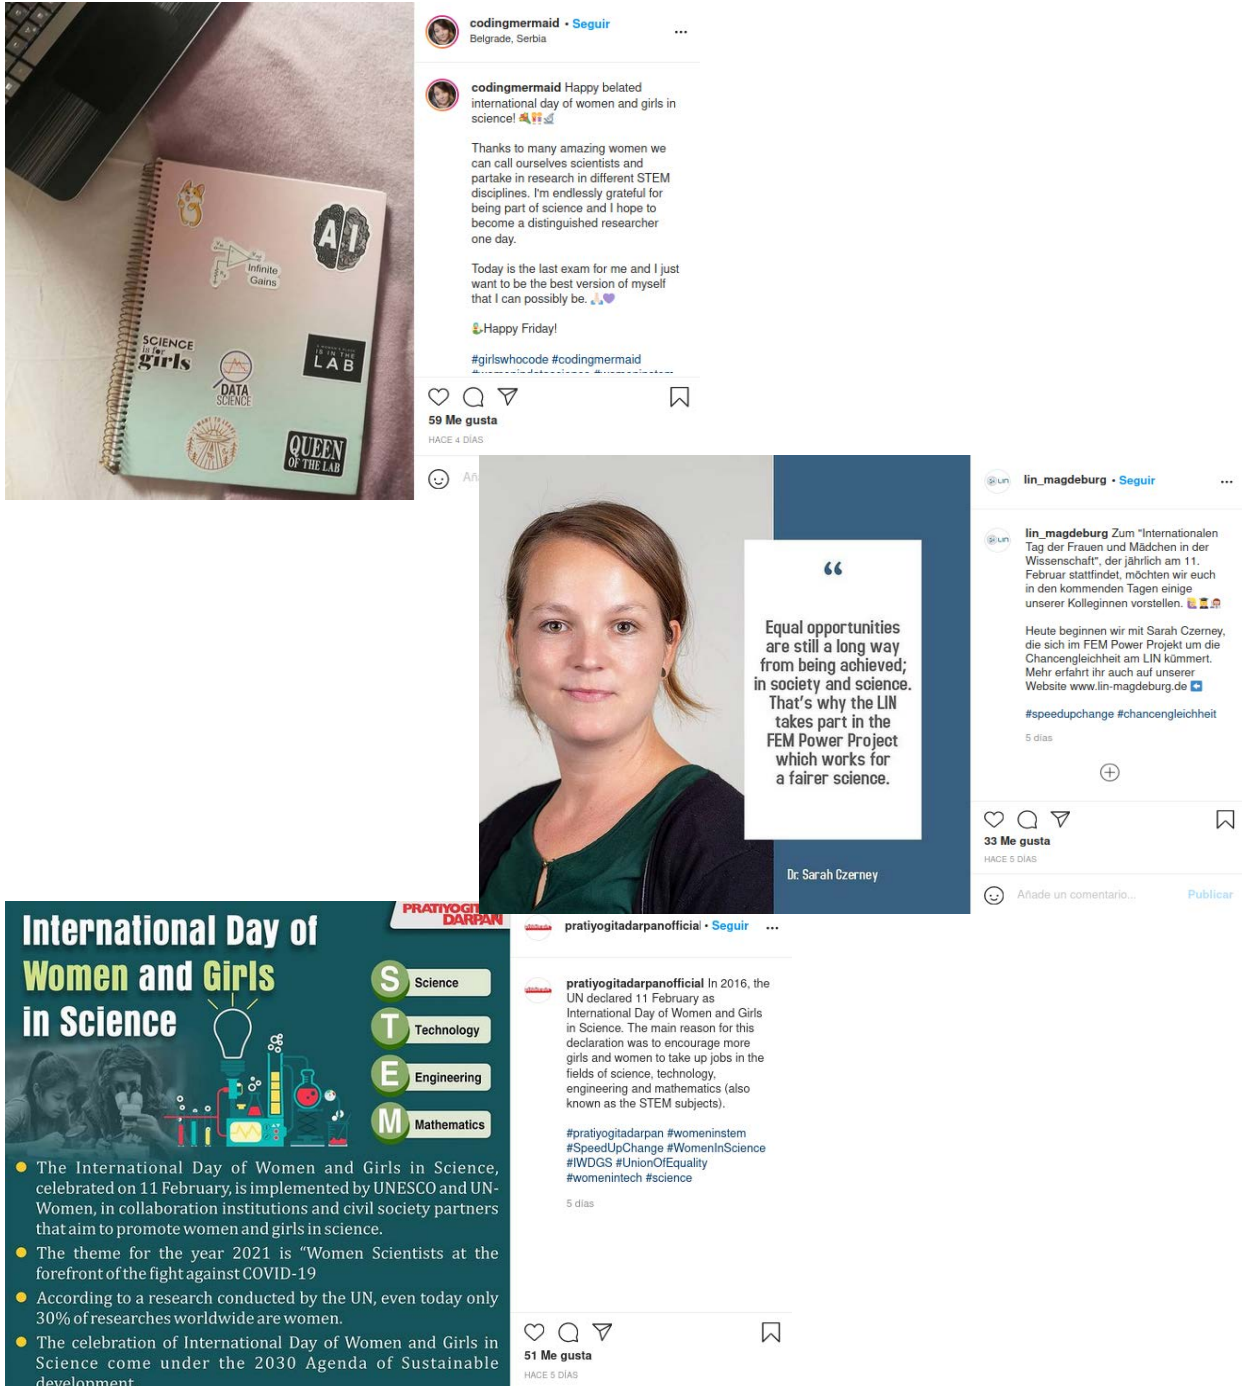 AI
Infinite
Gains
SCIENCE
is for
girls
IS IN THE
LAB
DATA
SCIENCE
QUEEN
OF THE LAB
codingmermaid • Seguir
Belgrade, Serbia
codingmermaid Happy belated
international day of women and girls in
science!
Thanks to many amazing women we
can call ourselves scientists and
partake in research in different STEM
disciplines. I'm endlessly grateful for
being part of science and I hope to
become a distinguished researcher
one day.
Today is the last exam for me and I just
want to be the best version of myself
that I can possibly be.
Happy Friday!
#girlswhocode #codingmermaid
59 Me gusta
HACE 4 DÍAS
Añ
“
Equal opportunities
are still a long way
from being achieved;
in society and science.
That's why the LIN
takes part in the
FEM Power Project
which works for
a fairer science.
Dr. Sarah Czerney
LIN
lin_magdeburg • Seguir
LIN
lin_magdeburg Zum "Internationalen
Tag der Frauen und Mädchen in der
Wissenschaft", der jährlich am 11.
Februar stattfindet, möchten wir euch
in den kommenden Tagen einige
unserer Kolleginnen vorstellen.
Heute beginnen wir mit Sarah Czerney,
die sich im FEM Power Projekt um die
Chancengleichheit am LIN kümmert.
Mehr erfahrt ihr auch auf unserer
Website www.lin-magdeburg.de
#speedupchange #chancengleichheit
5 días
33 Me gusta
HACE 5 DÍAS
Añade un comentario... Publicar
PRATIYOGIT
DARPAN
International Day of
Women and Girls
in Science
S Science
T Technology
E Engineering
M Mathematics
The International Day of Women and Girls in Science,
celebrated on 11 February, is implemented by UNESCO and UN-
Women, in collaboration institutions and civil society partners
that aim to promote women and girls in science.
The theme for the year 2021 is “Women Scientists at the
forefront of the fight against COVID-19
According to a research conducted by the UN, even today only
30% of researches worldwide are women.
The celebration of International Day of Women and Girls in
Science come under the 2030 Agenda of Sustainable
development
pratiyogitadarpanofficial • Seguir
pratiyogitadarpanofficial In 2016, the
UN declared 11 February as
International Day of Women and Girls
in Science. The main reason for this
declaration was to encourage more
girls and women to take up jobs in the
fields of science, technology,
engineering and mathematics (also
known as the STEM subjects).
#pratiyogitadarpan #womeninstem
#SpeedUpChange #WomenInScience
#IWDGS #UnionOfEquality
#womenintech #science
5 días
51 Me gusta
HACE 5 DÍAS